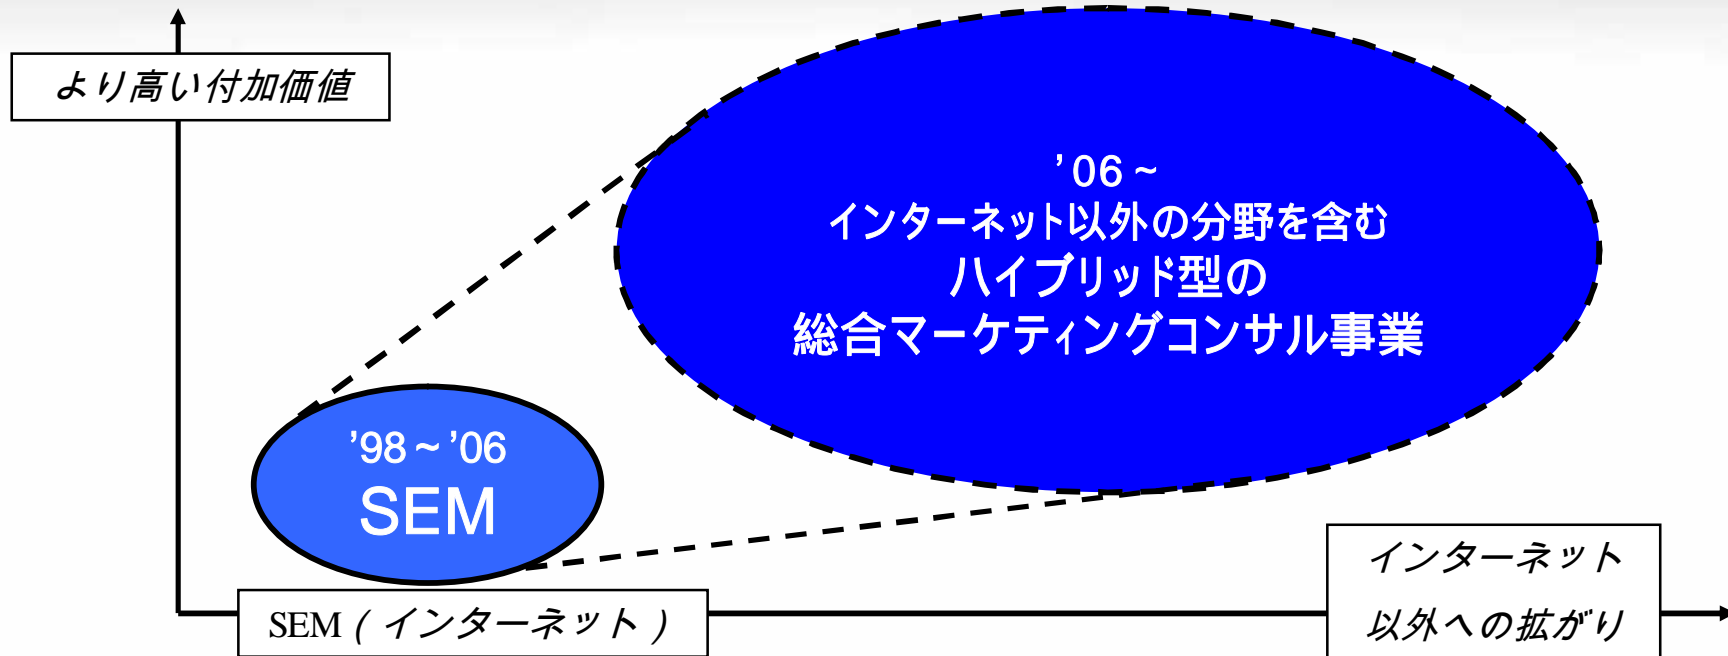 より高い付加価値
’06~
インターネット以外の分野を含む
ハイブリッド型の
総合マーケティングコンサル事業
’98~’06
SEM
SEM(インターネット)
インターネット
以外への拡がり